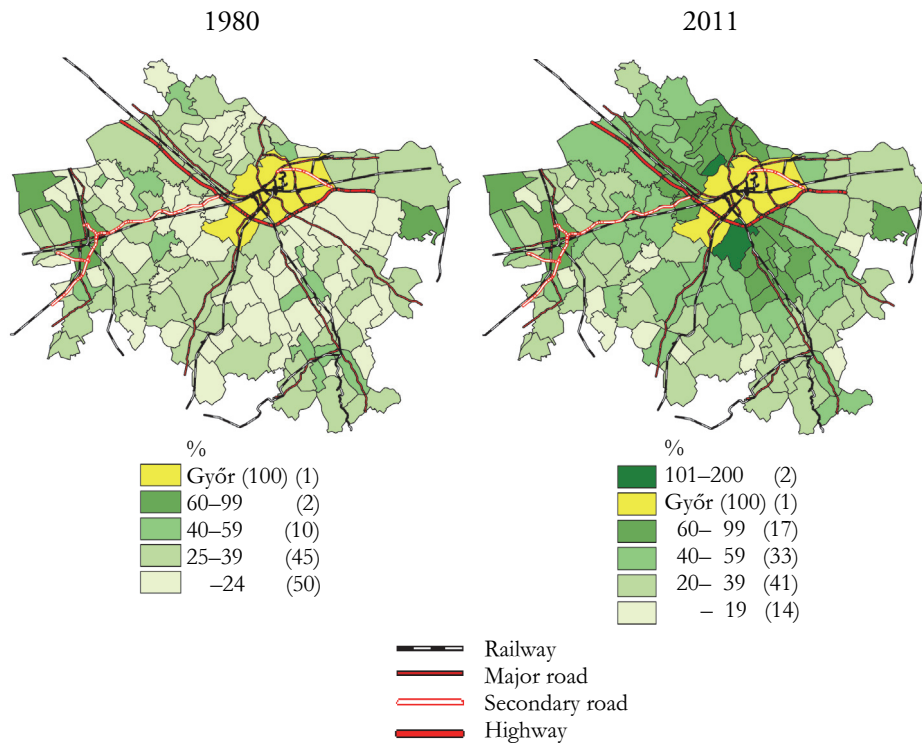 1980
2011
%
Győr (100) (1)
60–99 (2)
40–59 (10)
25–39 (45)
–24 (50)
%
101–200 (2)
Győr (100) (1)
60– 99 (17)
40– 59 (33)
20– 39 (41)
– 19 (14)
Railway
Major road
Secondary road
Highway